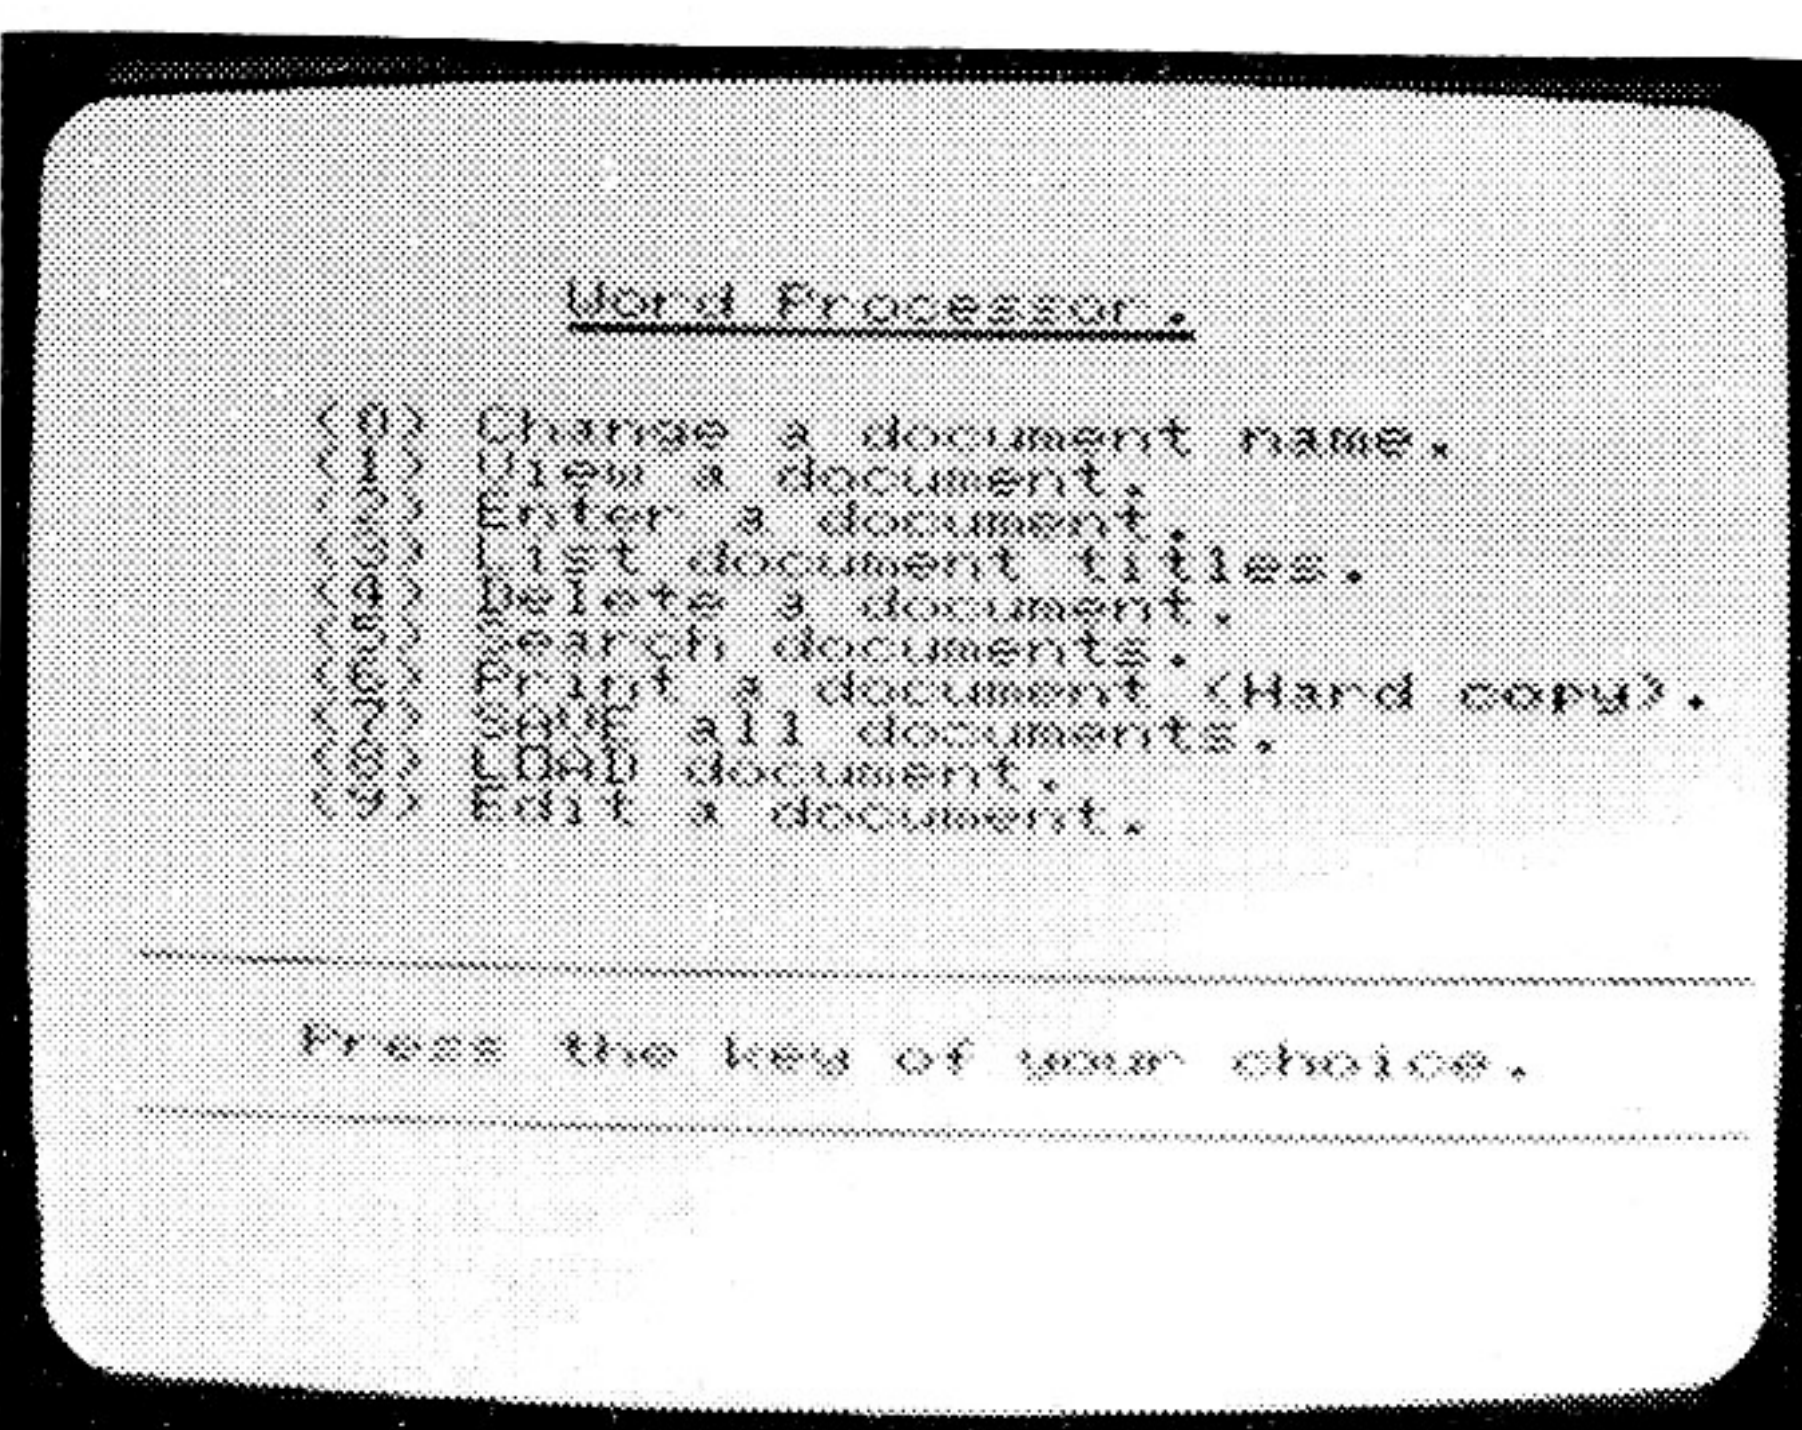 Word Processor.
<0> Change a document name.
<1> View a document.
<2> Enter a document.
<3> List document titles.
<4> Delete a document.
<5> Search documents.
<6> Print a document (Hard copy).
<7> SAVE all documents.
<8> LOAD document.
<9> Edit a document.
Press the key of your choice.